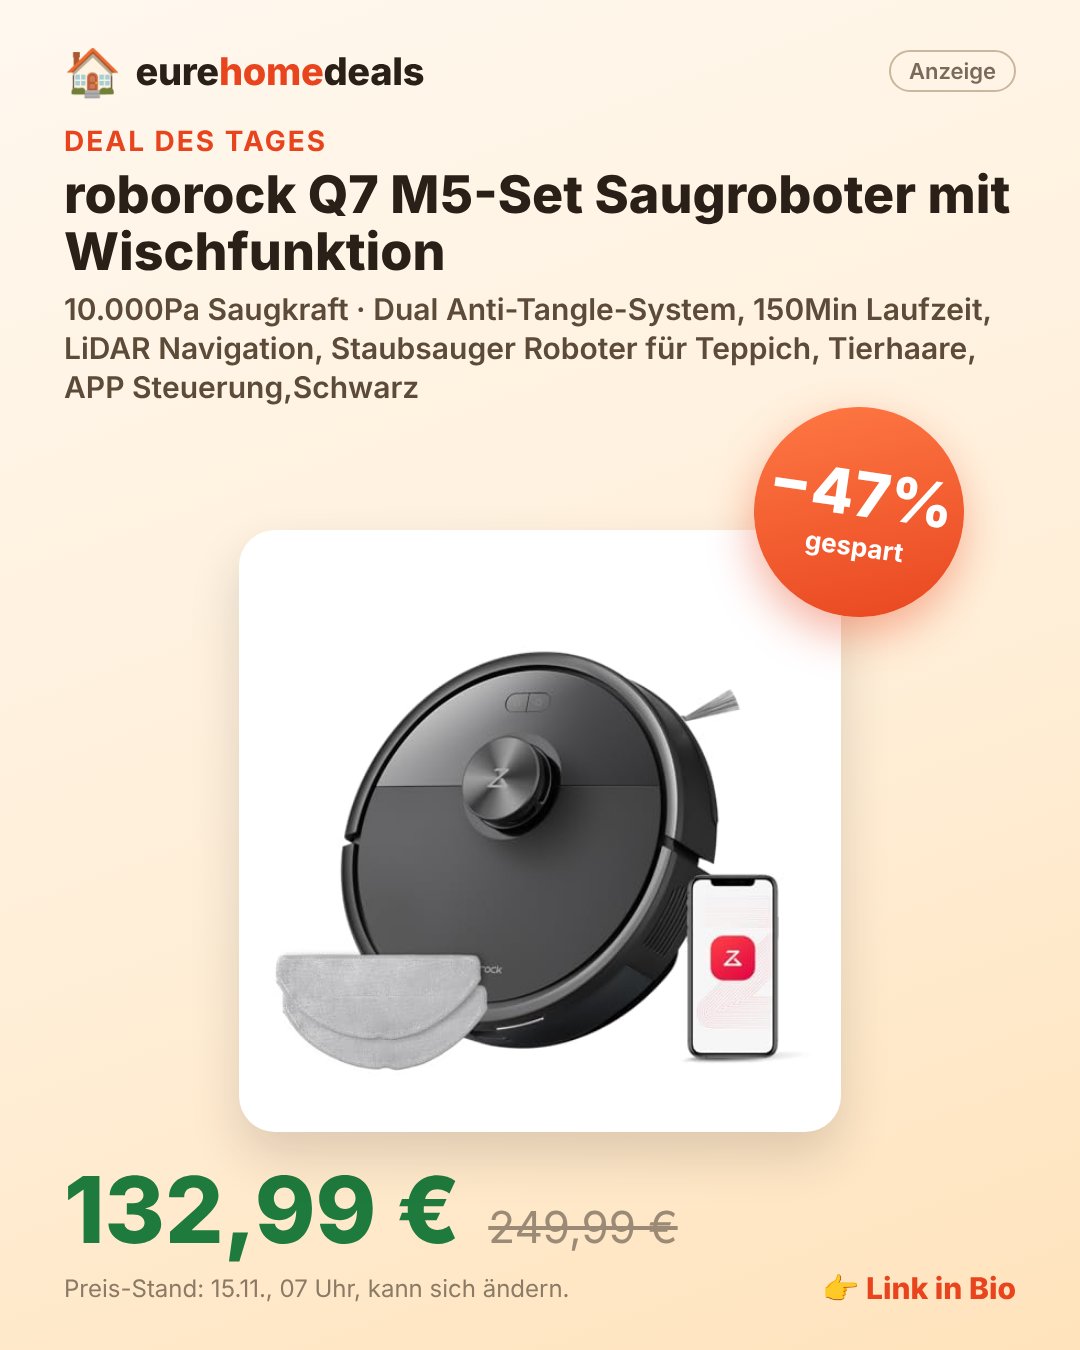 eurehomedeals
Anzeige
DEAL DES TAGES
roborock Q7 M5-Set Saugroboter mit
Wischfunktion
10.000Pa Saugkraft · Dual Anti-Tangle-System, 150Min Laufzeit,
LiDAR Navigation, Staubsauger Roboter für Teppich, Tierhaare,
APP Steuerung,Schwarz
−47%
gespart
rock
132,99 € 249,99 €
Preis-Stand: 15.11., 07 Uhr, kann sich ändern.
👉 Link in Bio